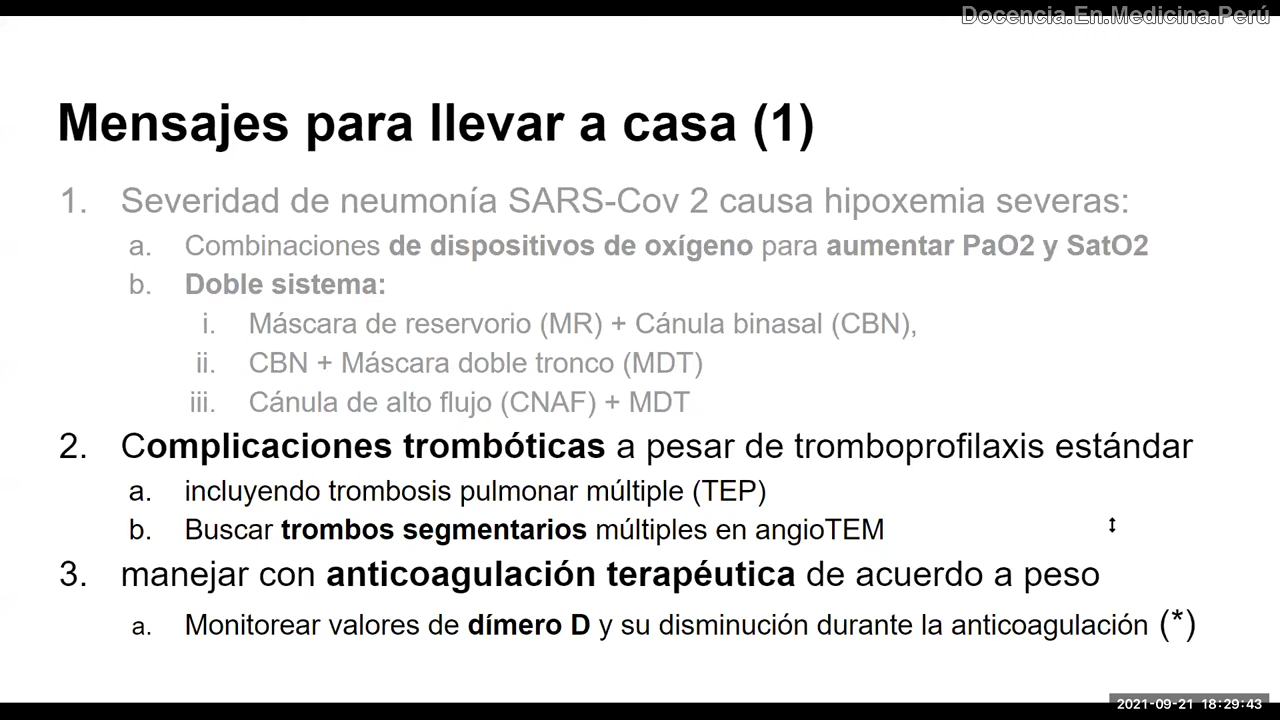 Docencia.En.Medicina.Perú
Mensajes para llevar a casa (1)
1. Severidad de neumonía SARS-Cov 2 causa hipoxemia severas:
a. Combinaciones de dispositivos de oxígeno para aumentar PaO2 y SatO2
b. Doble sistema:
i. Máscara de reservorio (MR) + Cánula binasal (CBN),
ii. CBN + Máscara doble tronco (MDT)
iii. Cánula de alto flujo (CNAF) + MDT
2. Complicaciones trombóticas a pesar de tromboprofilaxis estándar
a. incluyendo trombosis pulmonar múltiple (TEP)
b. Buscar trombos segmentarios múltiples en angioTEM
3. manejar con anticoagulación terapéutica de acuerdo a peso
a. Monitorear valores de dímero D y su disminución durante la anticoagulación (*)
2021-09-21 18:29:43